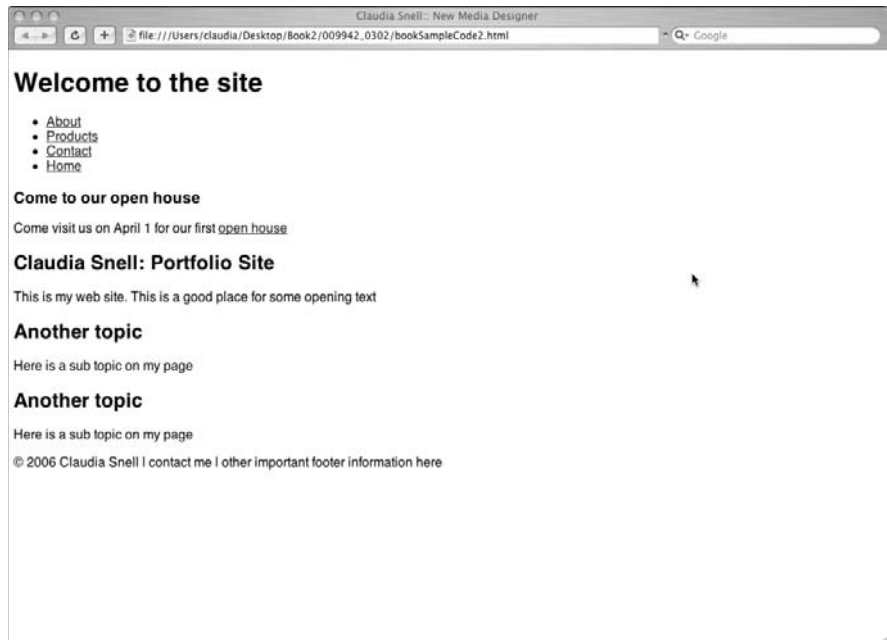 Claudia Snell:: New Media Designer
file:///Users/claudia/Desktop/Book2/009942_0302/bookSampleCode2.html
Google
Welcome to the site
About
Products
Contact
Home
Come to our open house
Come visit us on April 1 for our first open house
Claudia Snell: Portfolio Site
This is my web site. This is a good place for some opening text
Another topic
Here is a sub topic on my page
Another topic
Here is a sub topic on my page
© 2006 Claudia Snell | contact me | other important footer information here